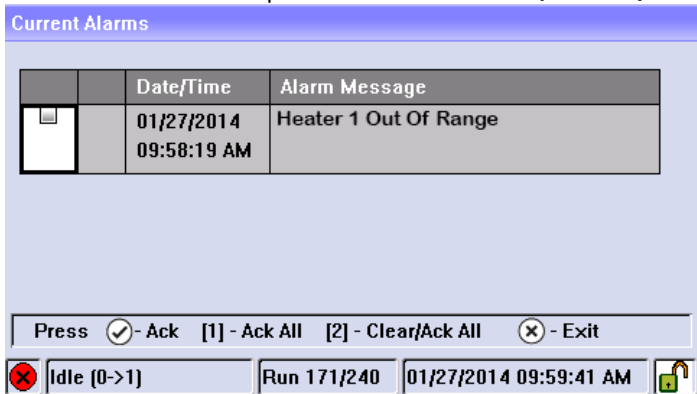 Current Alarms
Date/Time Alarm Message
01/27/2014 Heater 1 Out Of Range
09:58:19 AM
Press - Ack [1] - Ack All [2] - Clear/Ack All - Exit
Idle (0->1) Run 171/240 01/27/2014 09:59:41 AM